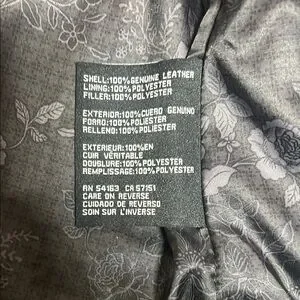 SHELL:100%GENUINE LEATHER
LINING:100%POLYESTER
FILLER:100%POLYESTER
EXTERIOR:100%CUERO GENUINO
FORRO:100%POLIESTER
RELLENO:100%POLIESTER
EXTERIEUR:100%EN
CUIR VÉRITABLE
DOUBLURE:100%POLYESTER
REMPLISSAGE:100%POLYESTER
RN 54163 CA 57151
CARE ON REVERSE
CUIDADO DE REVERSO
SOIN SUR L'INVERSE